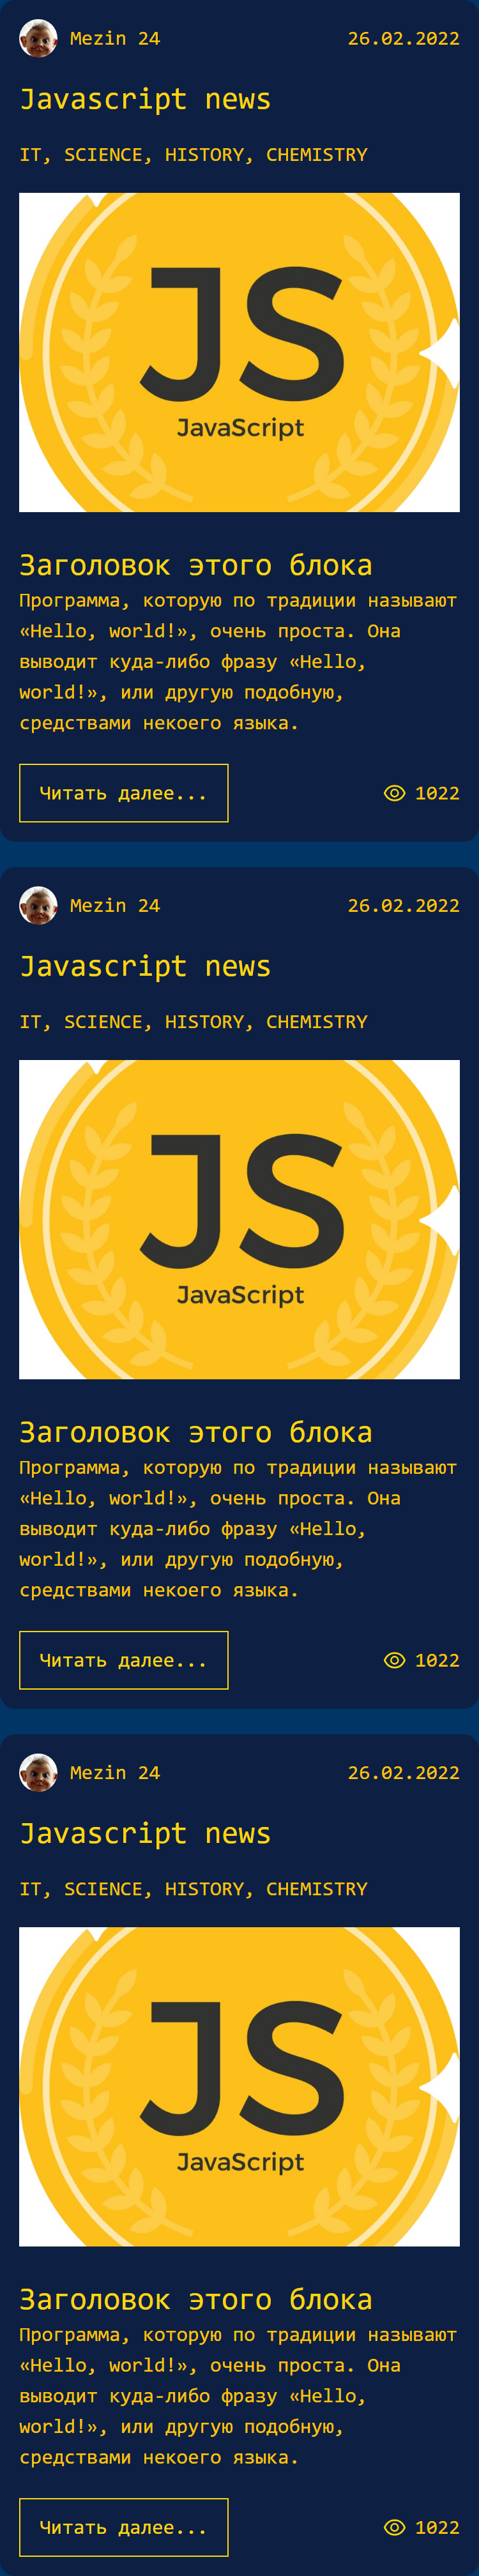 Mezin 24 26.02.2022
Javascript news
IT, SCIENCE, HISTORY, CHEMISTRY
JS
JavaScript
Заголовок этого блока
Программа, которую по традиции называют
«Hello, world!», очень проста. Она
выводит куда-либо фразу «Hello,
world!», или другую подобную,
средствами некоего языка.
Читать далее... 1022
Mezin 24 26.02.2022
Javascript news
IT, SCIENCE, HISTORY, CHEMISTRY
JS
JavaScript
Заголовок этого блока
Программа, которую по традиции называют
«Hello, world!», очень проста. Она
выводит куда-либо фразу «Hello,
world!», или другую подобную,
средствами некоего языка.
Читать далее... 1022
Mezin 24 26.02.2022
Javascript news
IT, SCIENCE, HISTORY, CHEMISTRY
JS
JavaScript
Заголовок этого блока
Программа, которую по традиции называют
«Hello, world!», очень проста. Она
выводит куда-либо фразу «Hello,
world!», или другую подобную,
средствами некоего языка.
Читать далее... 1022